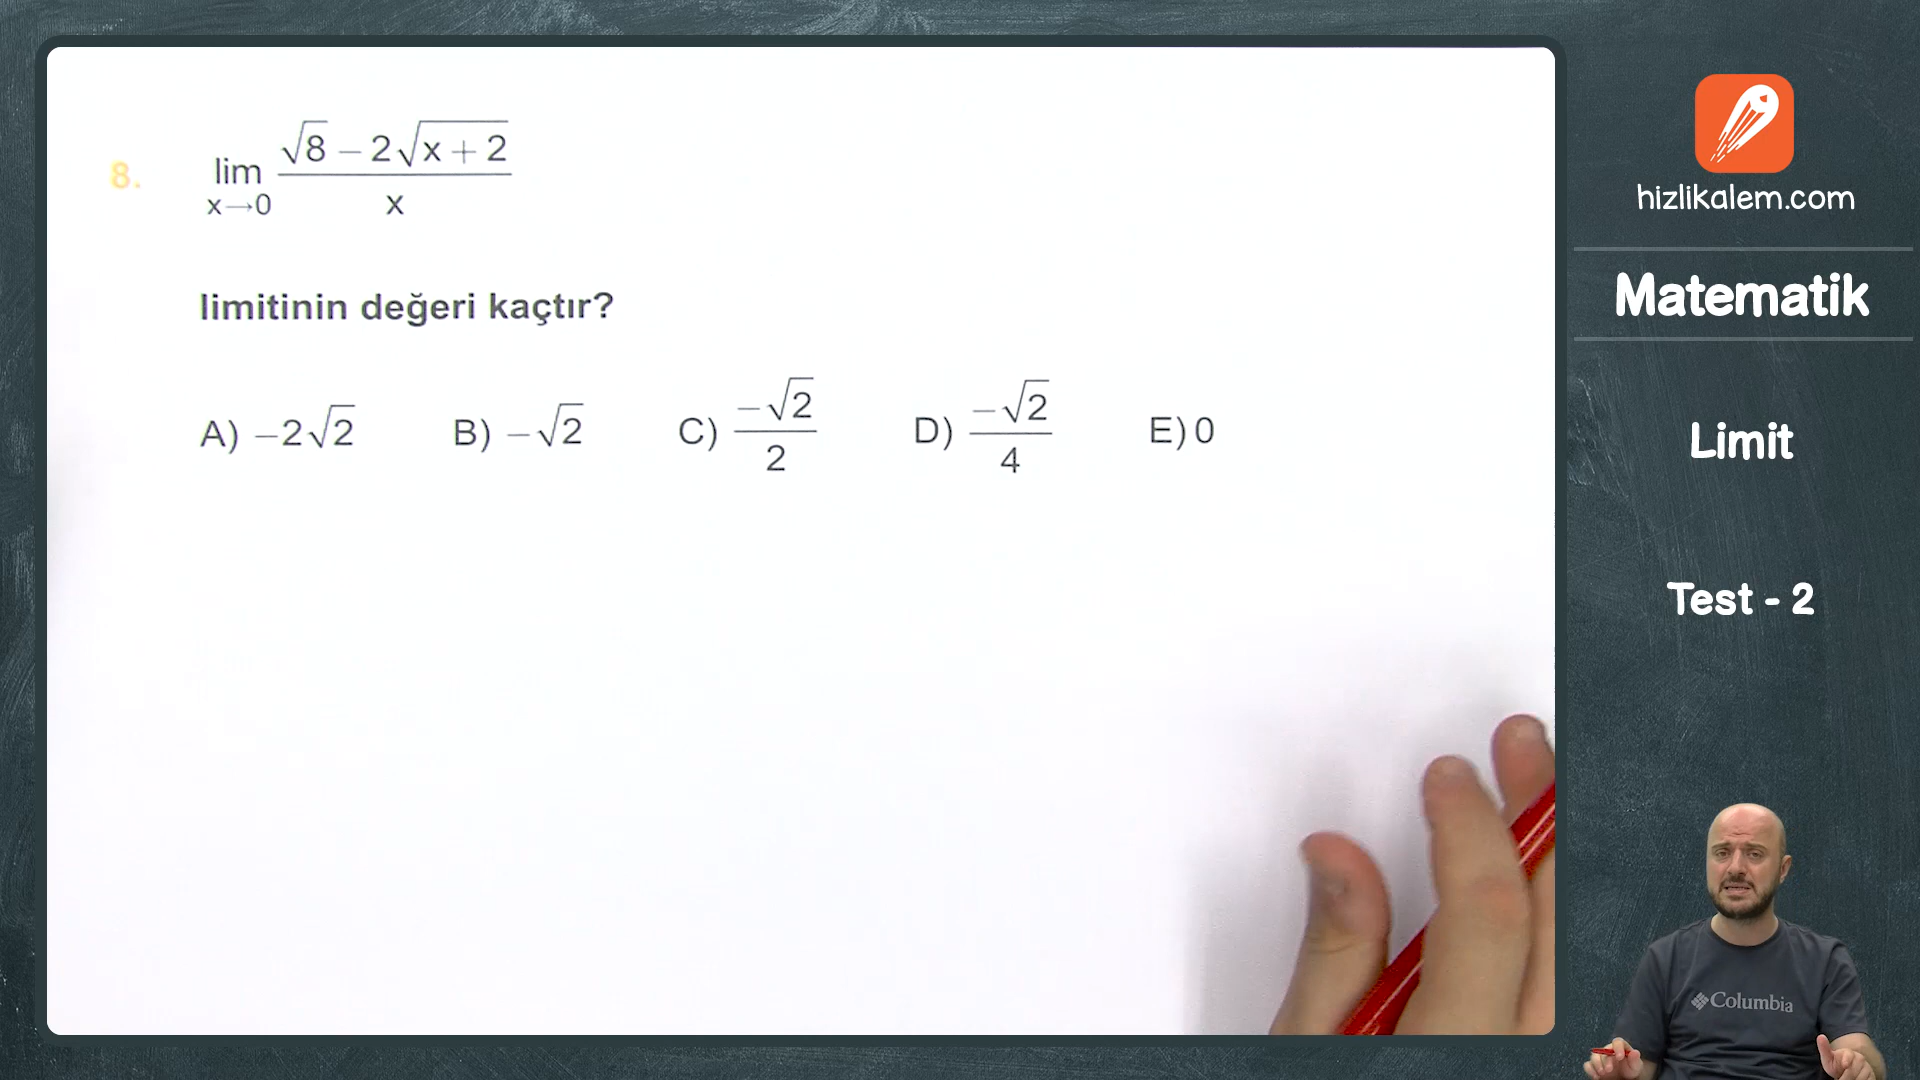 8. lim x→0 (√8 – 2√(x + 2)) / x
limitinin değeri kaçtır?
A) –2√2 B) –√2 C) –√2 / 2 D) –√2 / 4 E) 0
hizlikalem.com
Matematik
Limit
Test - 2
Columbia